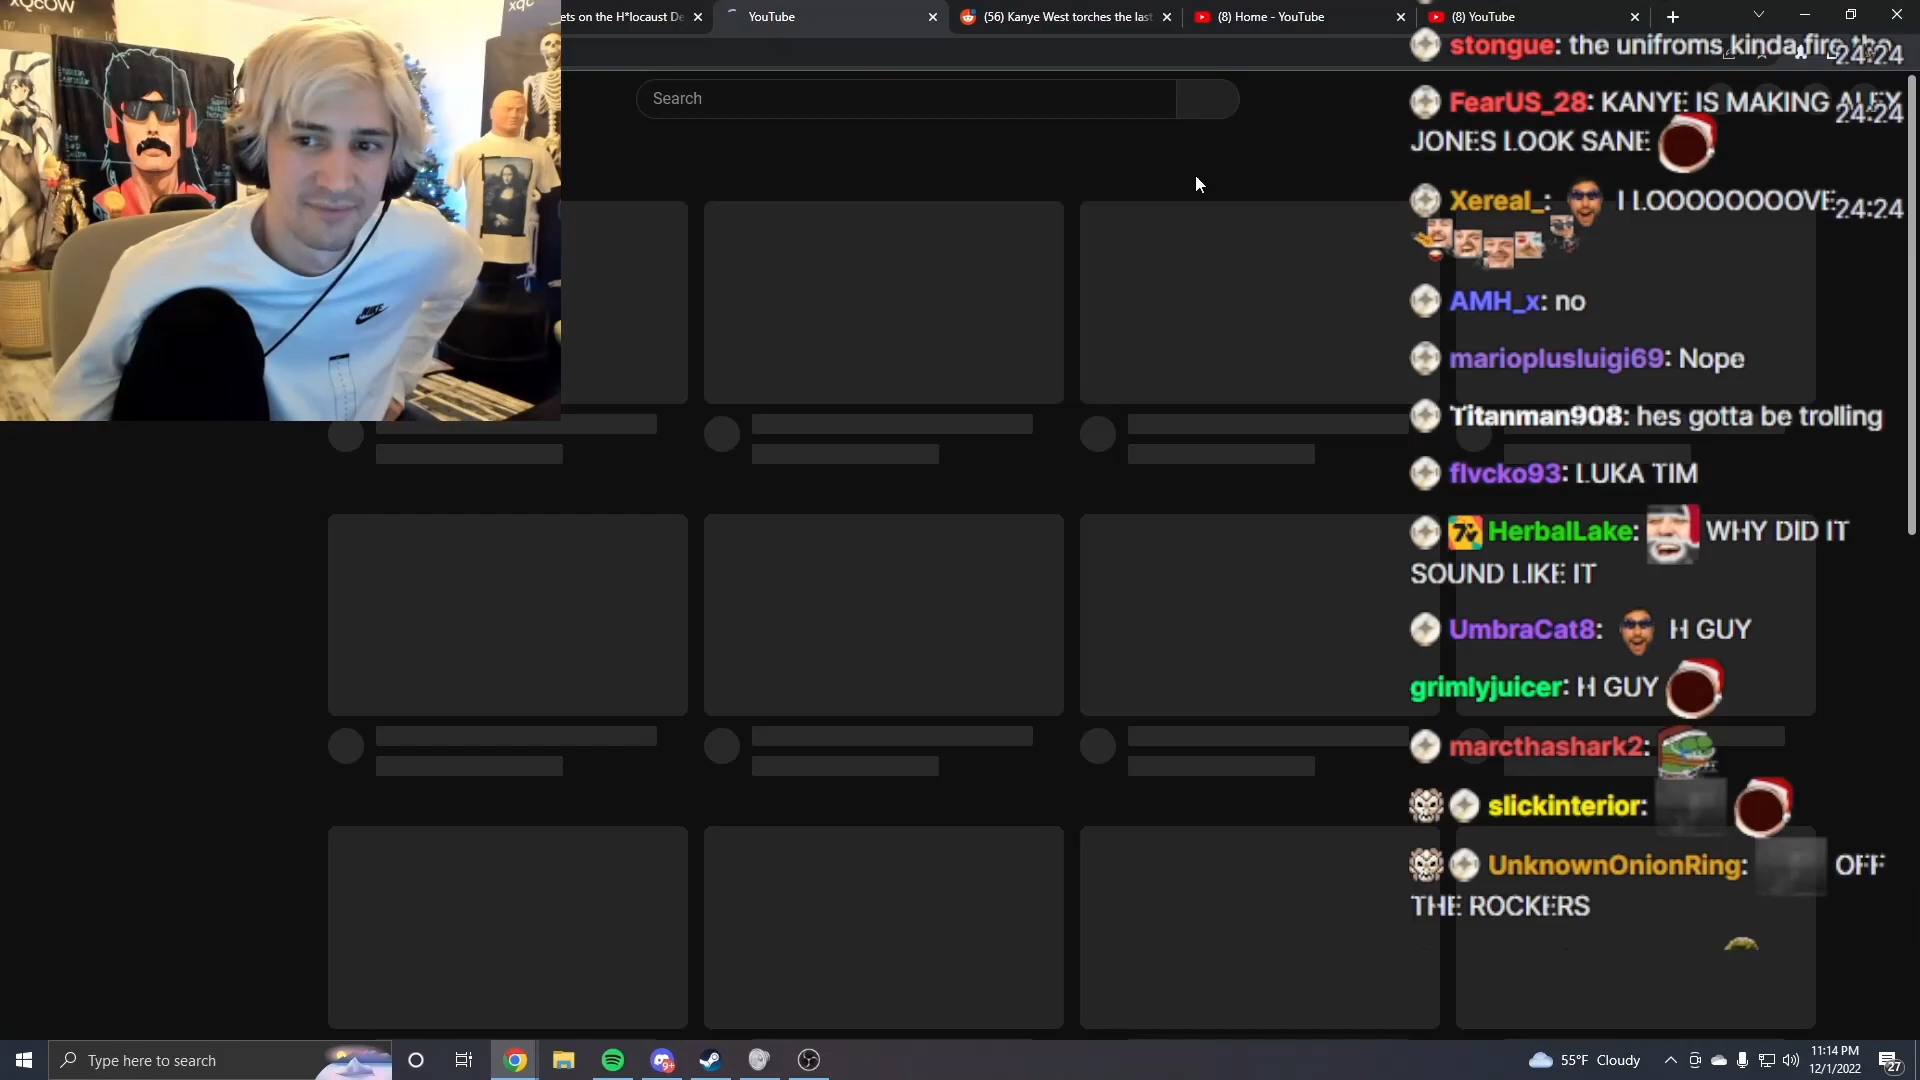 xQcOW
xqc
ets on the H*locaust De
YouTube
(56) Kanye West torches the last
(8) Home - YouTube
(8) YouTube
Search
stongue: the unifroms kinda fire tho
24:24
FearUS_28: KANYE IS MAKING ALEX
24:24
JONES LOOK SANE
Xereal_: I LOOOOOOOOVE
24:24
AMH_x: no
marioplusluigi69: Nope
Titanman908: hes gotta be trolling
flvcko93: LUKA TIM
HerbalLake: WHY DID IT
SOUND LIKE IT
UmbraCat8: H GUY
grimlyjuicer: H GUY
marcthashark2:
slickinterior:
UnknownOnionRing: OFF
THE ROCKERS
NIKE
Type here to search
9+
55°F Cloudy
11:14 PM
12/1/2022
27